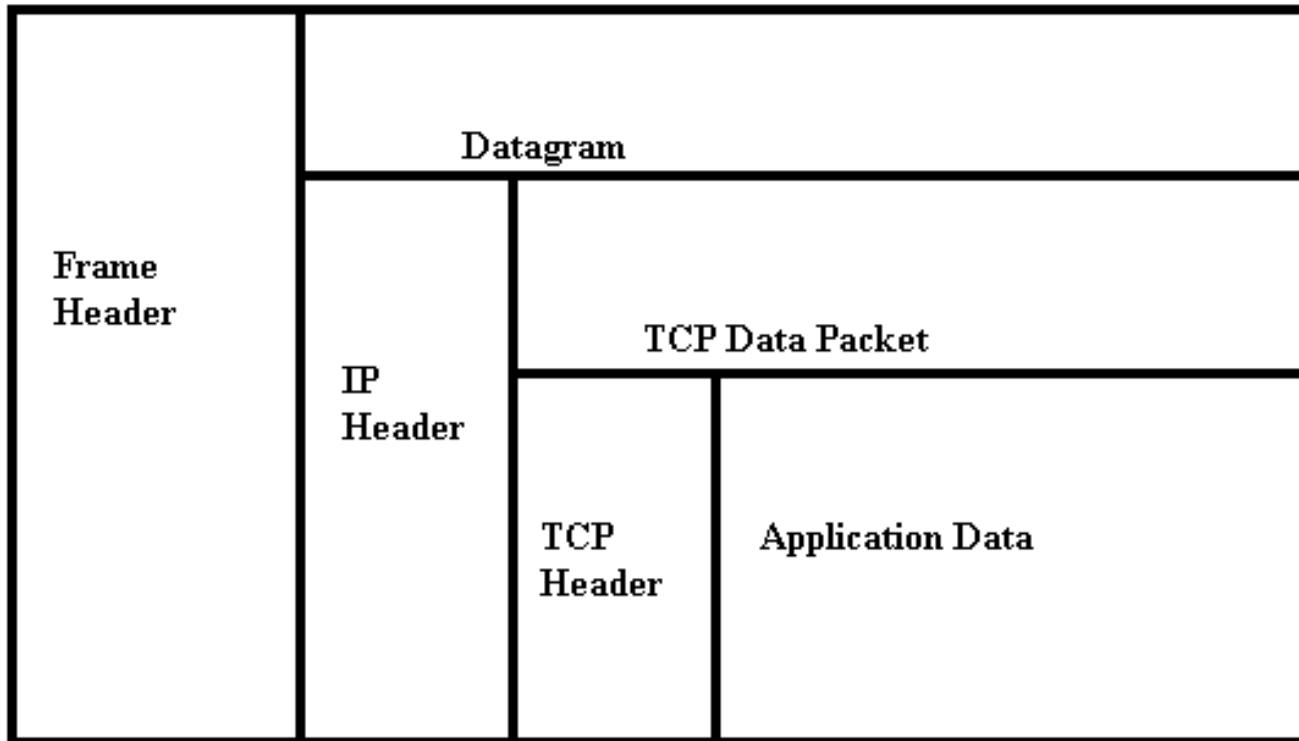 Datagram
Frame
Header
TCP Data Packet
IP
Header
TCP
Header
Application Data